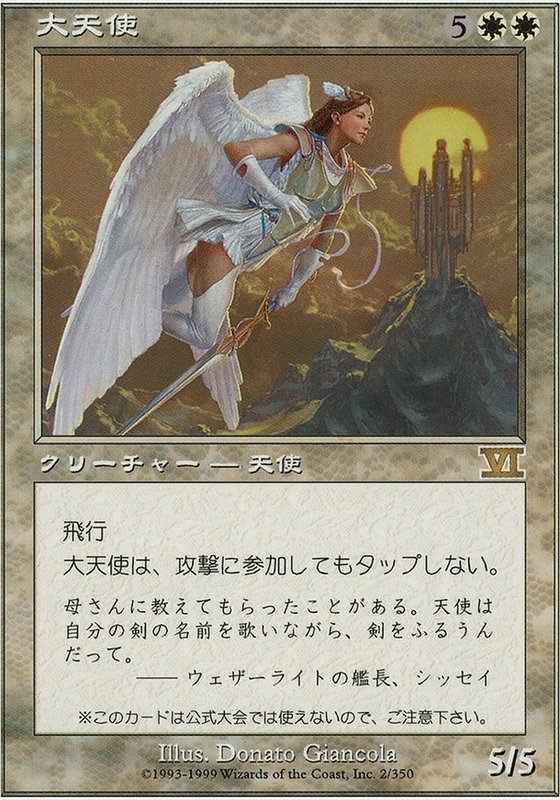 大天使 5
クリーチャー — 天使 VI
飛行
大天使は、攻撃に参加してもタップしない。
母さんに教えてもらったことがある。天使は
自分の剣の名前を歌いながら、剣をふるうん
だって。
—— ウェザーライトの艦長、シッセイ
※このカードは公式大会では使えないので、ご注意下さい。
Illus. Donato Giancola
©1993-1999 Wizards of the Coast, Inc. 2/350
5/5